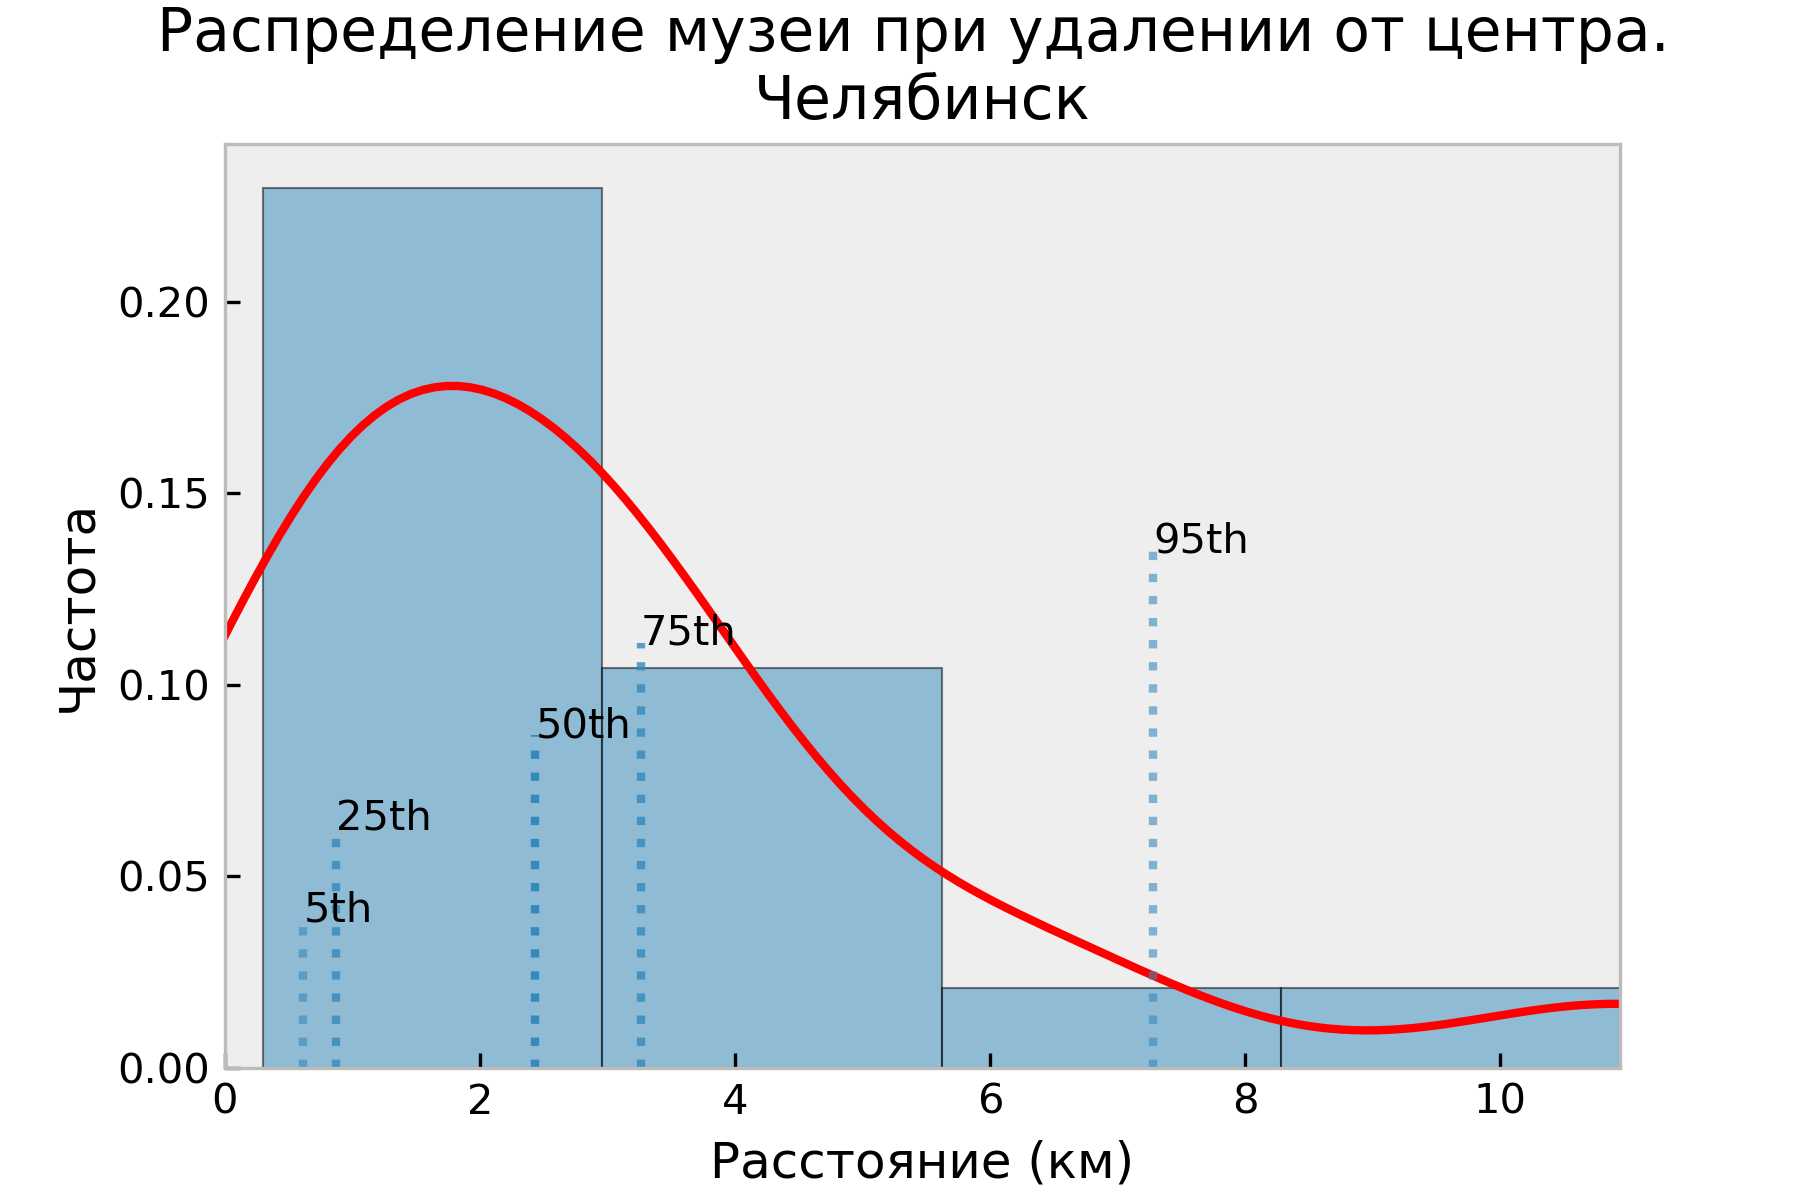 Распределение музеи при удалении от центра.
Челябинск
Частота
0.20
0.15
0.10
0.05
0.00
95th
75th
50th
25th
5th
0 2 4 6 8 10
Расстояние (км)